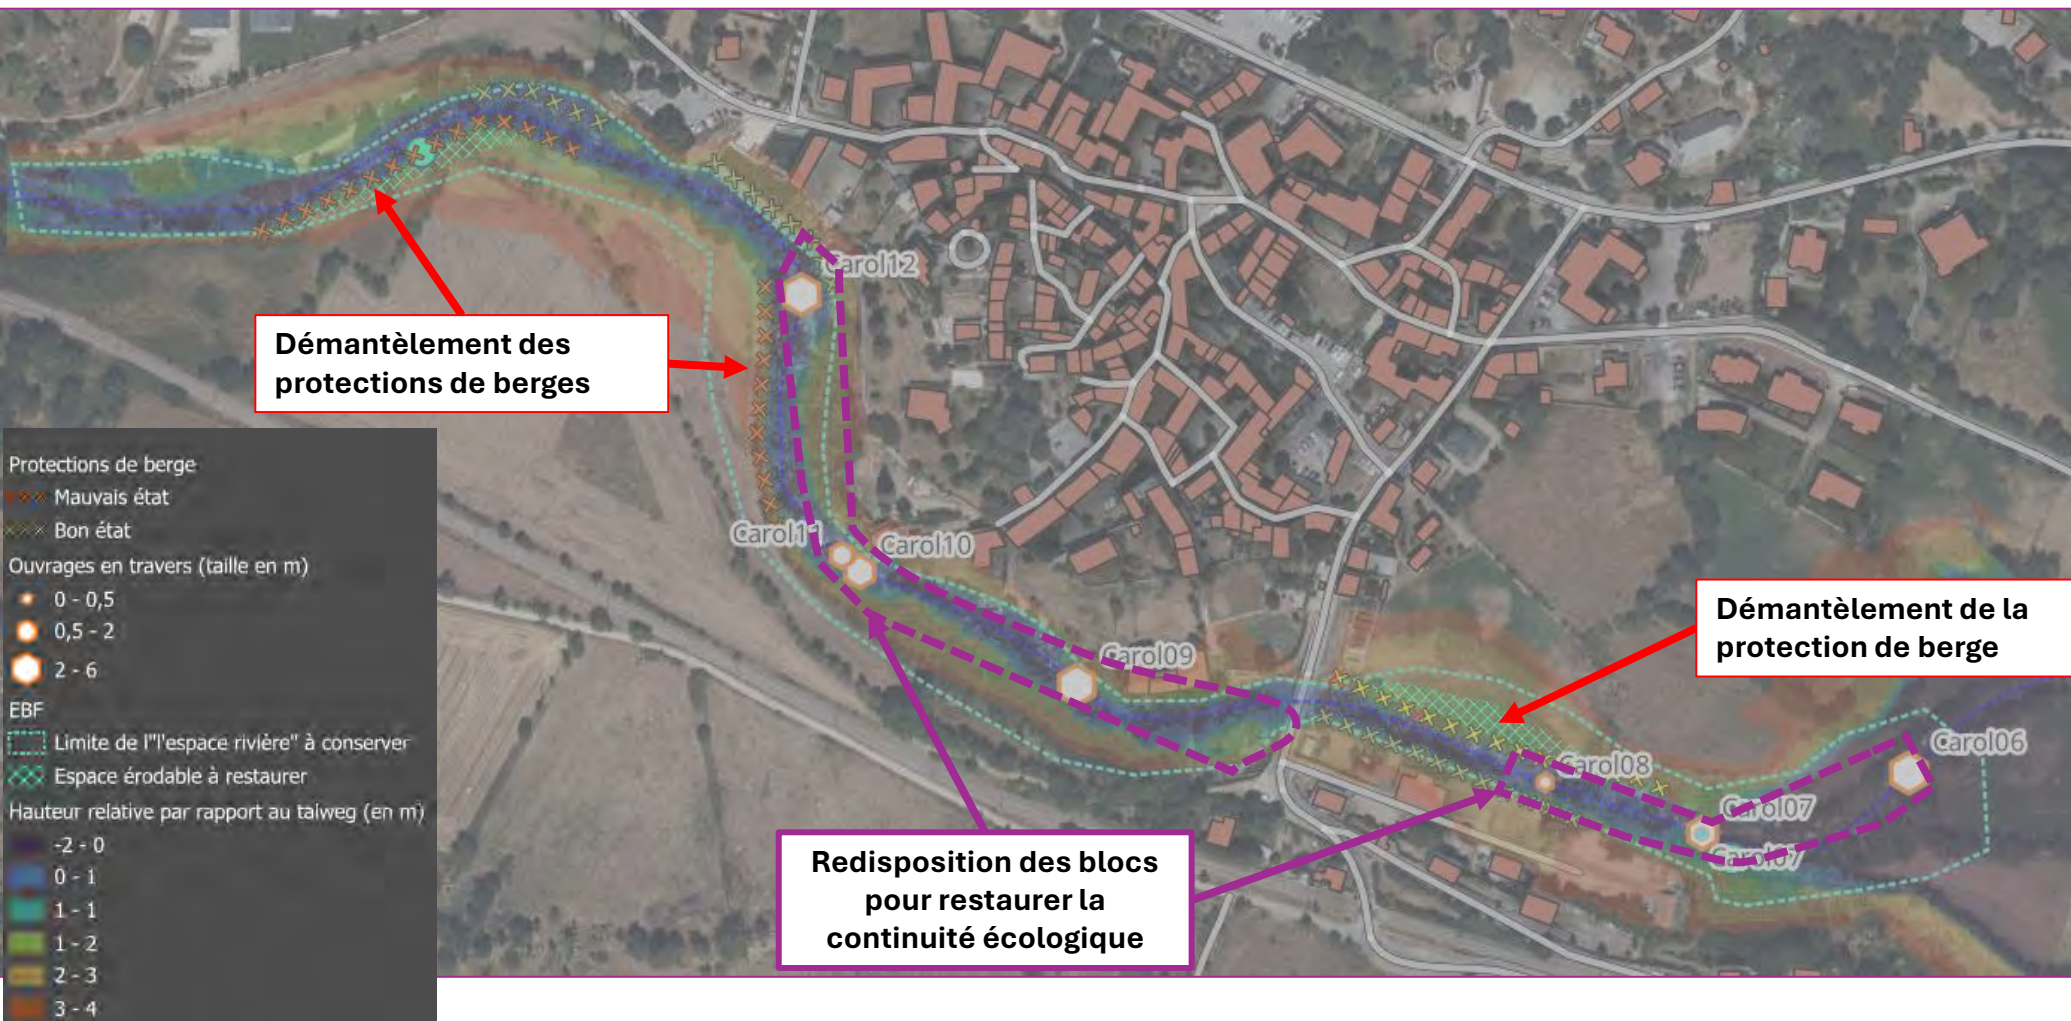 Carol12
Démantèlement des
protections de berges
Carol11
Carol10
Carol09
Démantèlement de la
protection de berge
Carol08
Carol07
Carol07
Carol06
Redisposition des blocs
pour restaurer la
continuité écologique
Protections de berge
Mauvais état
Bon état
Ouvrages en travers (taille en m)
0 - 0,5
0,5 - 2
2 - 6
EBF
Limite de l"l'espace rivière" à conserver
Espace érodable à restaurer
Hauteur relative par rapport au talweg (en m)
-2 - 0
0 - 1
1 - 1
1 - 2
2 - 3
3 - 4